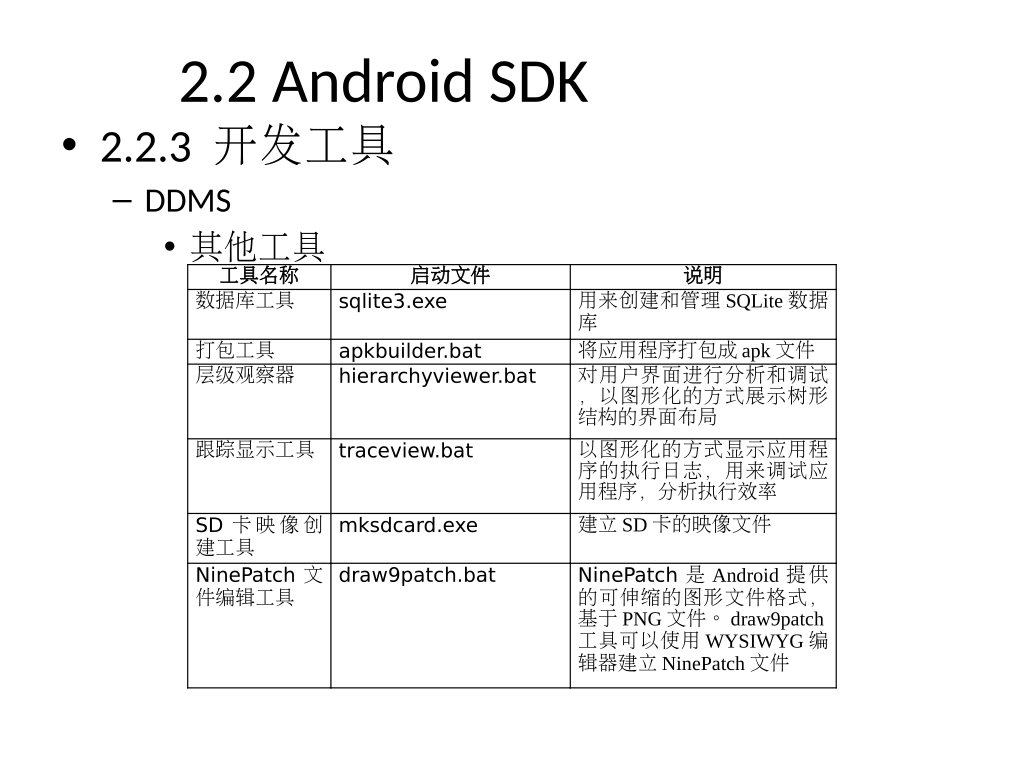 2.2 Android SDK
• 2.2.3 开发工具
– DDMS
• 其他工具
工具名称 启动文件 说明
数据库工具 sqlite3.exe 用来创建和管理 SQLite 数据
库
打包工具 apkbuilder.bat 将应用程序打包成 apk 文件
层级观察器 hierarchyviewer.bat 对用户界面进行分析和调试
，以图形化的方式展示树形
结构的界面布局
跟踪显示工具 traceview.bat 以图形化的方式显示应用程
序的执行日志，用来调试应
用程序，分析执行效率
SD 卡映像创 mksdcard.exe 建立 SD 卡的映像文件
建工具
NinePatch 文 draw9patch.bat NinePatch 是 Android 提供
件编辑工具 的可伸缩的图形文件格式，
基于 PNG 文件。 draw9patch
工具可以使用 WYSIWYG 编
辑器建立 NinePatch 文件